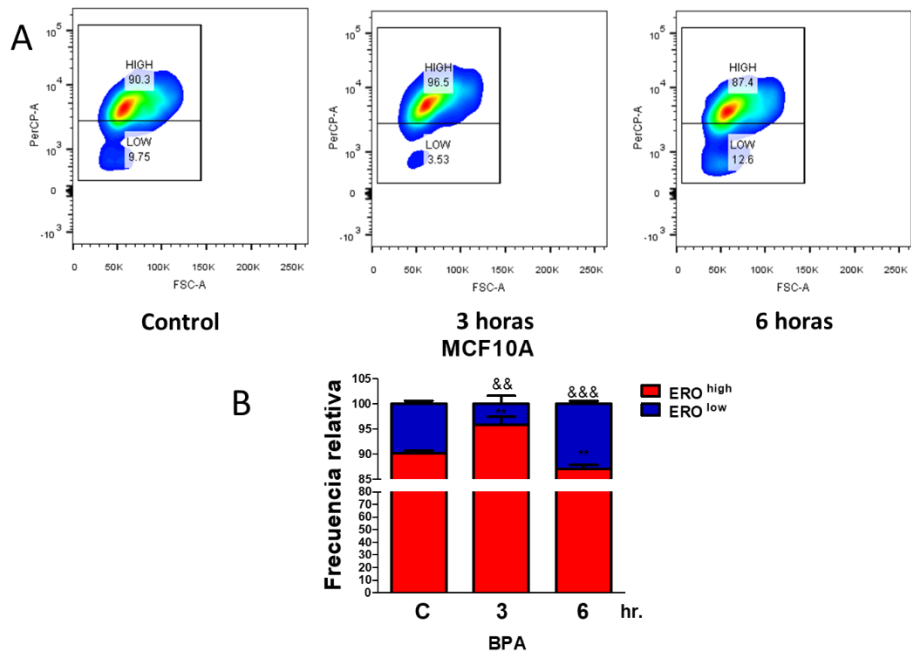 A
10⁵
10⁴
10³
0
-10³
PerCP-A
HIGH
90.3
LOW
9.75
0 50K 100K 150K 200K 250K
FSC-A
Control
10⁵
10⁴
10³
0
-10³
PerCP-A
HIGH
96.5
LOW
3.53
0 50K 100K 150K 200K 250K
FSC-A
3 horas
10⁵
10⁴
10³
0
-10³
PerCP-A
HIGH
87.4
LOW
12.6
0 50K 100K 150K 200K 250K
FSC-A
6 horas
MCF10A
B
Frecuencia relativa
105
100
95
90
85
80
70
60
50
40
30
20
10
0
&&
**
&&&
**
C 3 6 hr.
BPA
ERO high
ERO low